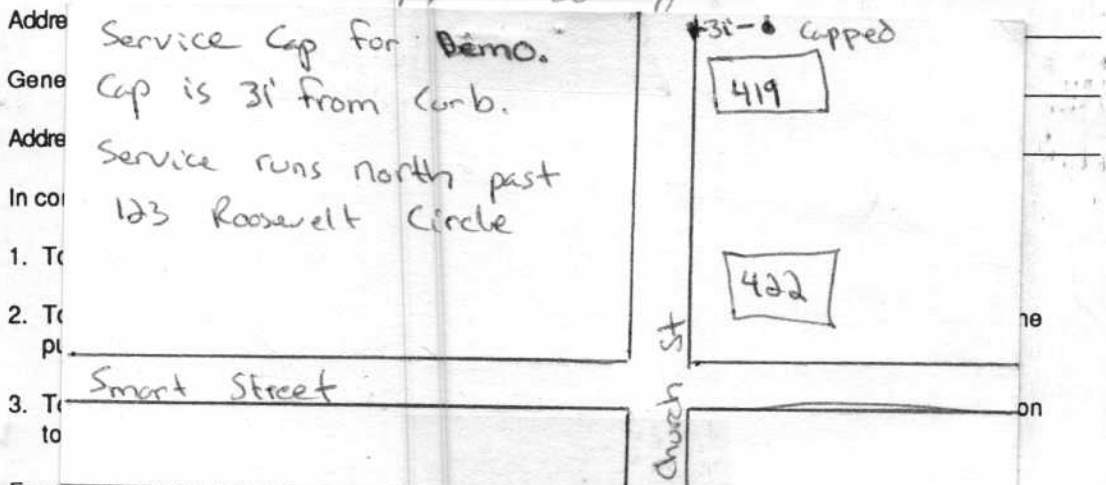 Addre
Service Cap for Demo.
Gene
Cap is 31' from Curb.
Addre
Service runs north past
In co
123 Roosevelt Circle
1. To
2. To
pu
Smart Street
3. To
to
31' capped
419
422
Church St
he
on